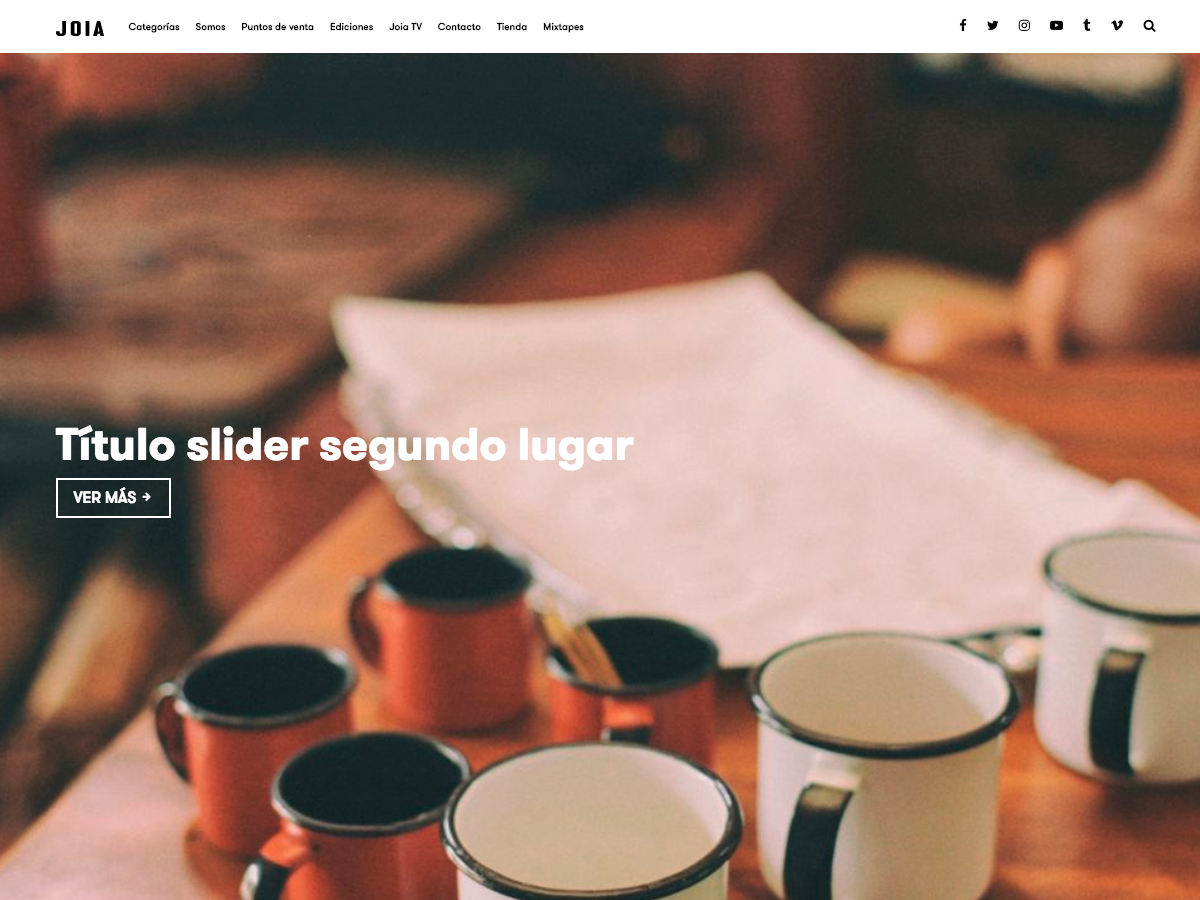 JOIA Categorías Somos Puntos de venta Ediciones Joia TV Contacto Tienda Mixtapes
Título slider segundo lugar
VER MÁS →